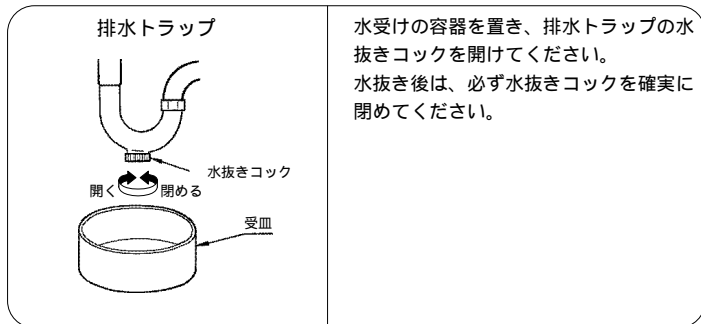 排水トラップ
水抜きコック
開く 閉める
受皿
水受けの容器を置き、排水トラップの水
抜きコックを開けてください。
水抜き後は、必ず水抜きコックを確実に
閉めてください。